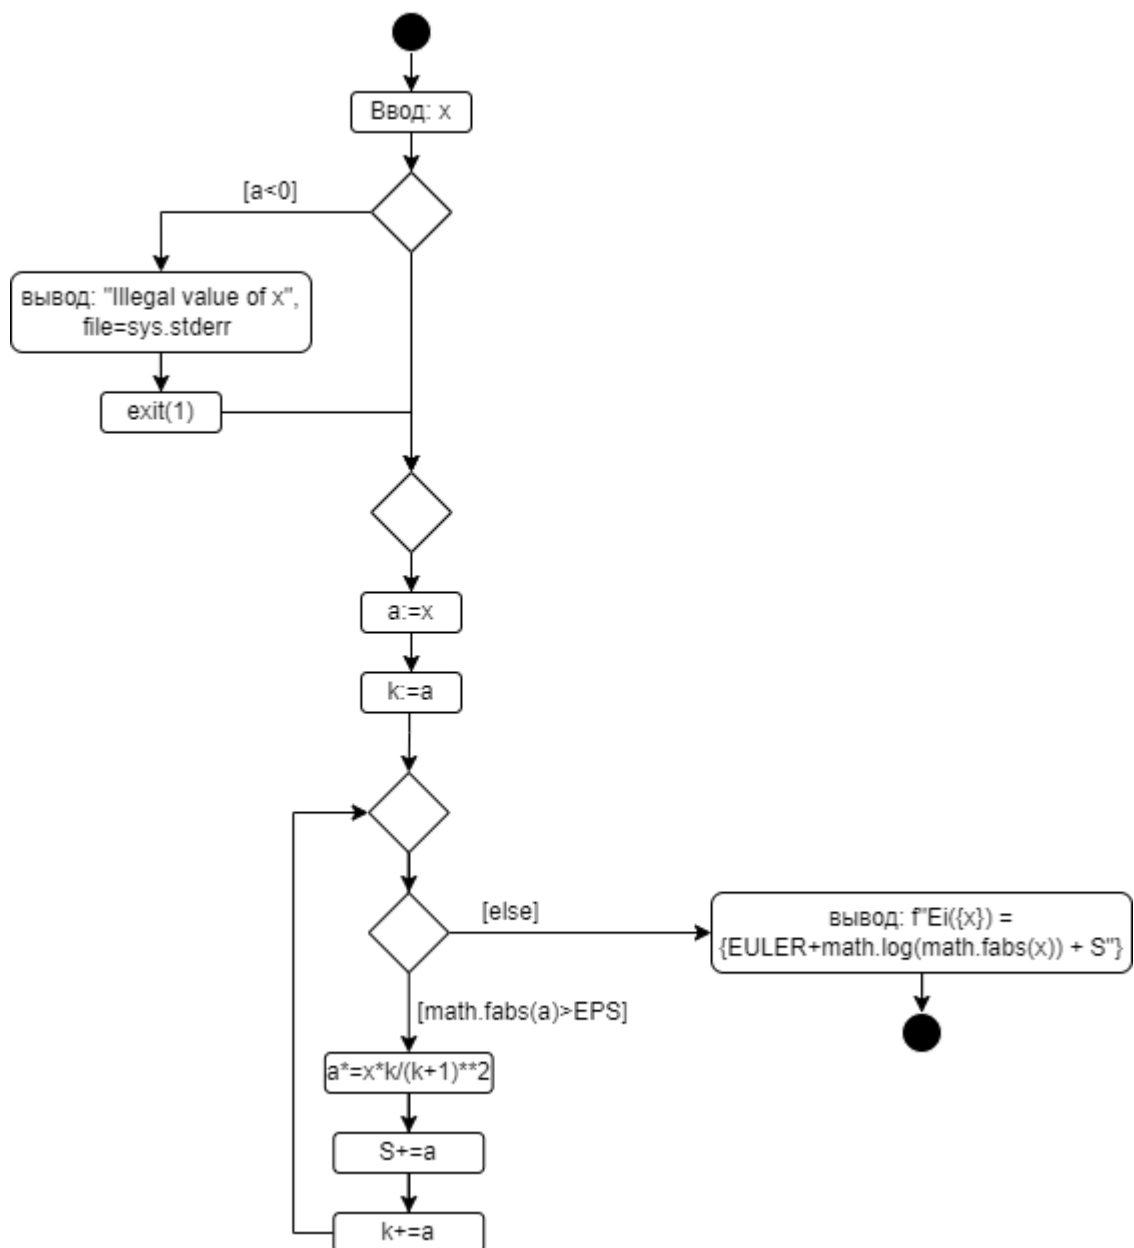 Ввод: x
[a<0]
вывод: "Illegal value of x",
file=sys.stderr
exit(1)
a:=x
k:=a
[else]
вывод: f"Ei({x}) =
{EULER+math.log(math.fabs(x)) + S"}
[math.fabs(a)>EPS]
a*=x*k/(k+1)**2
S+=a
k+=a